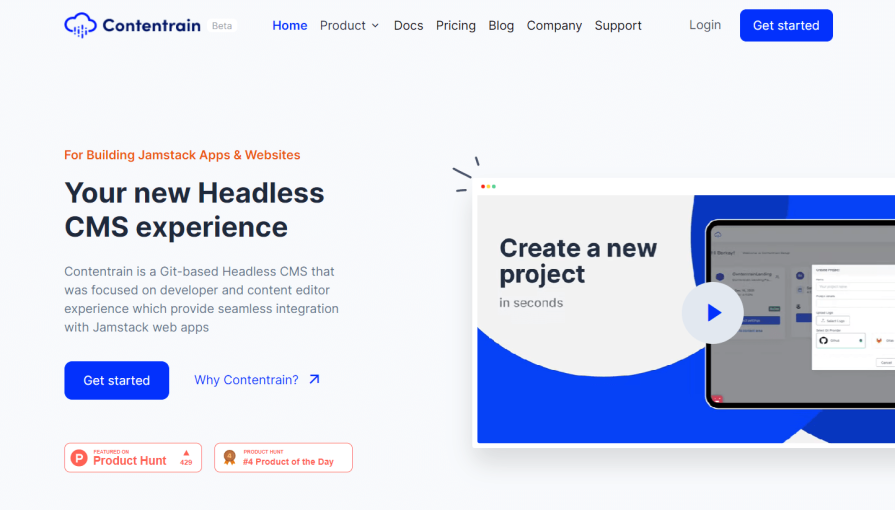 Contentrain Beta Home Product Docs Pricing Blog Company Support Login Get started
For Building Jamstack Apps & Websites
Your new Headless
CMS experience
Contentrain is a Git-based Headless CMS that
was focused on developer and content editor
experience which provide seamless integration
with Jamstack web apps
Get started Why Contentrain?
FEATURED ON
Product Hunt
429
PRODUCT HUNT
#4 Product of the Day
4
Create a new
project
in seconds